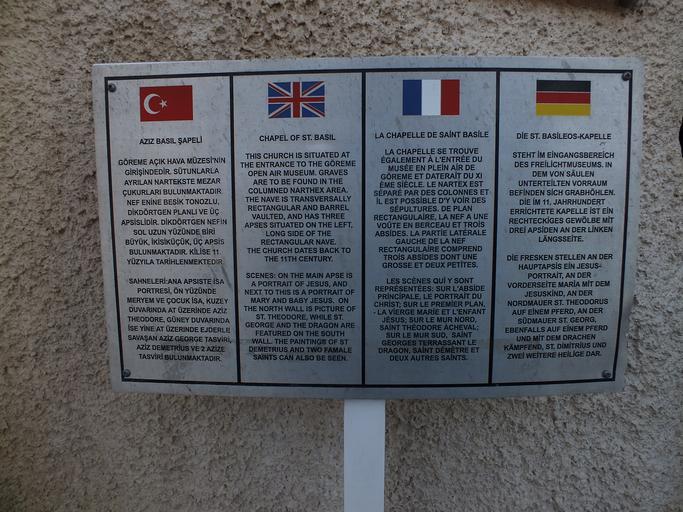 AZIZ BASIL ŞAPELİ
GÖREME AÇIK HAVA MÜZESİ'NİN
GİRİŞİNDEDİR. SÜTUNLARLA
AYRILAN NARTEKSTE MEZAR
ÇUKURLARI BULUNMAKTADIR
NEF ENİNE BEŞİK TONOZLU,
DİKDÖRTGEN PLANLI VE ÜÇ
APSİSLİDİR. DİKDÖRTGEN NEFİN
SOL UZUN YÜZÜNDE BİRİ
BÜYÜK, İKİSİKÜÇÜK, ÜÇ APSİS
BULUNMAKTADIR. KİLİSE 11.
YÜZYILA TARİHLENMEKTEDİR.
SAHNELERİ:ANA APSİSTE İSA
PORTRESİ, ÖN YÜZÜNDE
MERYEM VE ÇOCUK İSA, KUZEY
DUVARINDA AT ÜZERİNDE AZİZ
THEODORE, GÜNEY DUVARINDA
İSE YİNE AT ÜZERİNDE EJDERLE
SAVAŞAN AZİZ GEORGE TASVİRİ,
AZİZ DEMETRIUS VE 2 AZİZE
TASVİRİ BULUNMAKTADIR.
CHAPEL OF ST. BASIL
THIS CHURCH IS SITUATED AT
THE ENTRANCE TO THE GÖREME
OPEN AIR MUSEUM. GRAVES
ARE TO BE FOUND IN THE
COLUMNED NARTHEX AREA.
THE NAVE IS TRANSVERSALLY
RECTANGULAR AND BARREL
VAULTED, AND HAS THREE
APSES SITUATED ON THE LEFT,
LONG SIDE OF THE
RECTANGULAR NAVE.
THE CHURCH DATES BACK TO
THE 11TH CENTURY.
SCENES: ON THE MAIN APSE IS
A PORTRAIT OF JESUS, AND
NEXT TO THIS IS A PORTRAIT OF
MARY AND BABY JESUS. ON
THE NORTH WALL IS PICTURE OF
ST. THEODORE, WHILE ST.
GEORGE AND THE DRAGON ARE
FEATURED ON THE SOUTH
WALL. THE PAINTINGS OF ST
DEMETRIUS AND TWO FAMALE
SAINTS CAN ALSO BE SEEN.
LA CHAPELLE DE SAINT BASILE
LA CHAPELLE SE TROUVE
ÉGALEMENT À L'ENTRÉE DU
MUSÉE EN PLEIN AIR DE
GÖREME ET DATERAİT DU XI
ÈME SIÈCLE. LE NARTEX EST
SÉPARÉ PAR DES COLONNES ET
IL EST POSSIBLE D'Y VOIR DES
SÉPULTURES. DE PLAN
RECTANGULAIRE, LA NEF A UNE
VOÛTE EN BERCEAU ET TROIS
ABSIDES. LA PARTIE LATÉRALE
GAUCHE DE LA NEF
RECTANGULAIRE COMPREND
TROIS ABSIDES DONT UNE
GROSSE ET DEUX PETITES.
LES SCÈNES QUI Y SONT
REPRÉSENTÉES: SUR L'ABSIDE
PRINCIPALE, LE PORTRAIT DU
CHRIST; SUR LE PREMIER PLAN,
- LA VIERGE MARIE ET L'ENFANT
JÉSUS; SUR LE MUR NORD,
SAINT THÉODORE ACHEVAL;
SUR LE MUR SUD, SAINT
GEORGES TERRASSANT LE
DRAGON, SAINT DÉMÈTRE ET
DEUX AUTRES SAINTS.
DİE ST. BASILEOS-KAPELLE
STEHT IM EINGANGSBEREICH
DES FREILICHTMUSEUMS. IN
DEM VON SÄULEN
UNTERTEILTEN VORRAUM
BEFINDEN SICH GRABHÖHLEN.
DIE IM 11. JAHRHUNDERT
ERRICHTETE KAPELLE IST EIN
RECHTECKIGES GEWÖLBE MIT
DREI APSIDEN AN DER LINKEN
LÄNGSSEITE.
DIE FRESKEN STELLEN AN DER
HAUPTAPSIS EIN JESUS-
PORTRAIT, AN DER
VORDERSEITE MARİA MIT DEM
JESUSKIND, AN DER
NORDMAUER ST. THEODORUS
AUF EINEM PFERD, AN DER
SÜDMAUER ST. GEORG,
EBENFALLS AUF EINEM PFERD
UND MIT DEM DRACHEN
KÄMPFEND, ST. DIMITRIUS UND
ZWEI WEITERE HEILIGE DAR.